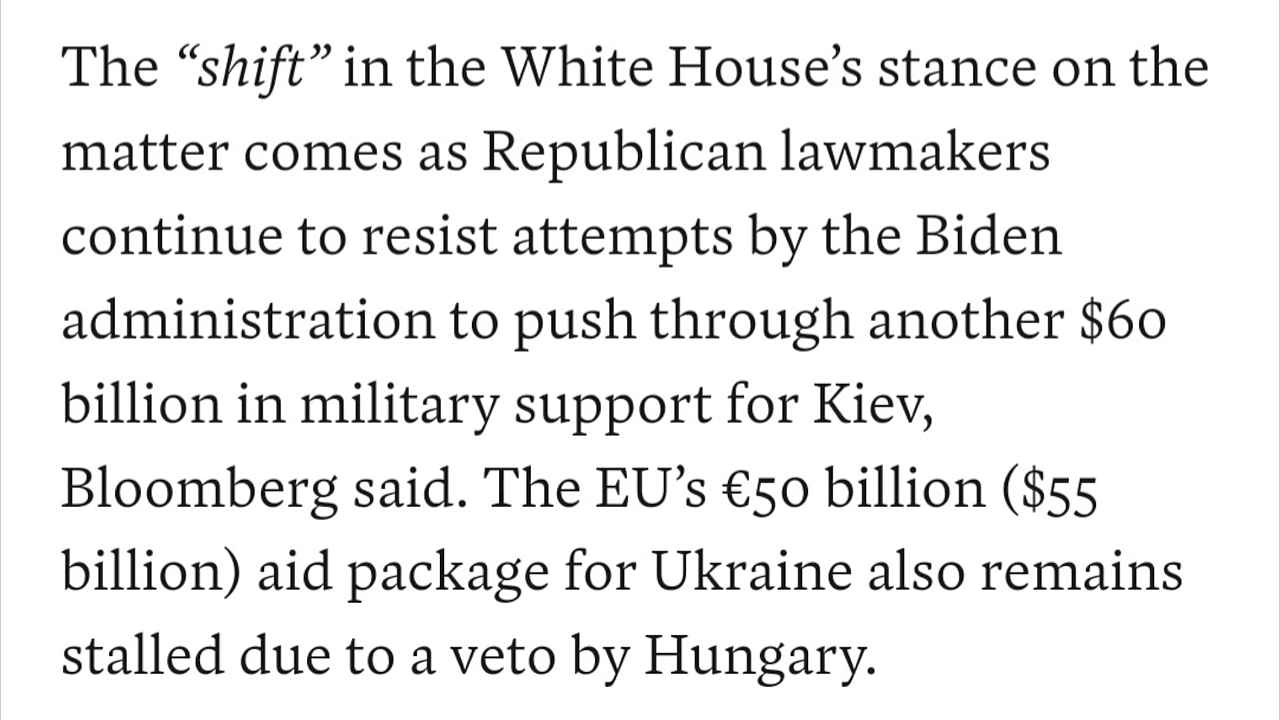 The “shift” in the White House’s stance on the
matter comes as Republican lawmakers
continue to resist attempts by the Biden
administration to push through another $60
billion in military support for Kiev,
Bloomberg said. The EU’s €50 billion ($55
billion) aid package for Ukraine also remains
stalled due to a veto by Hungary.